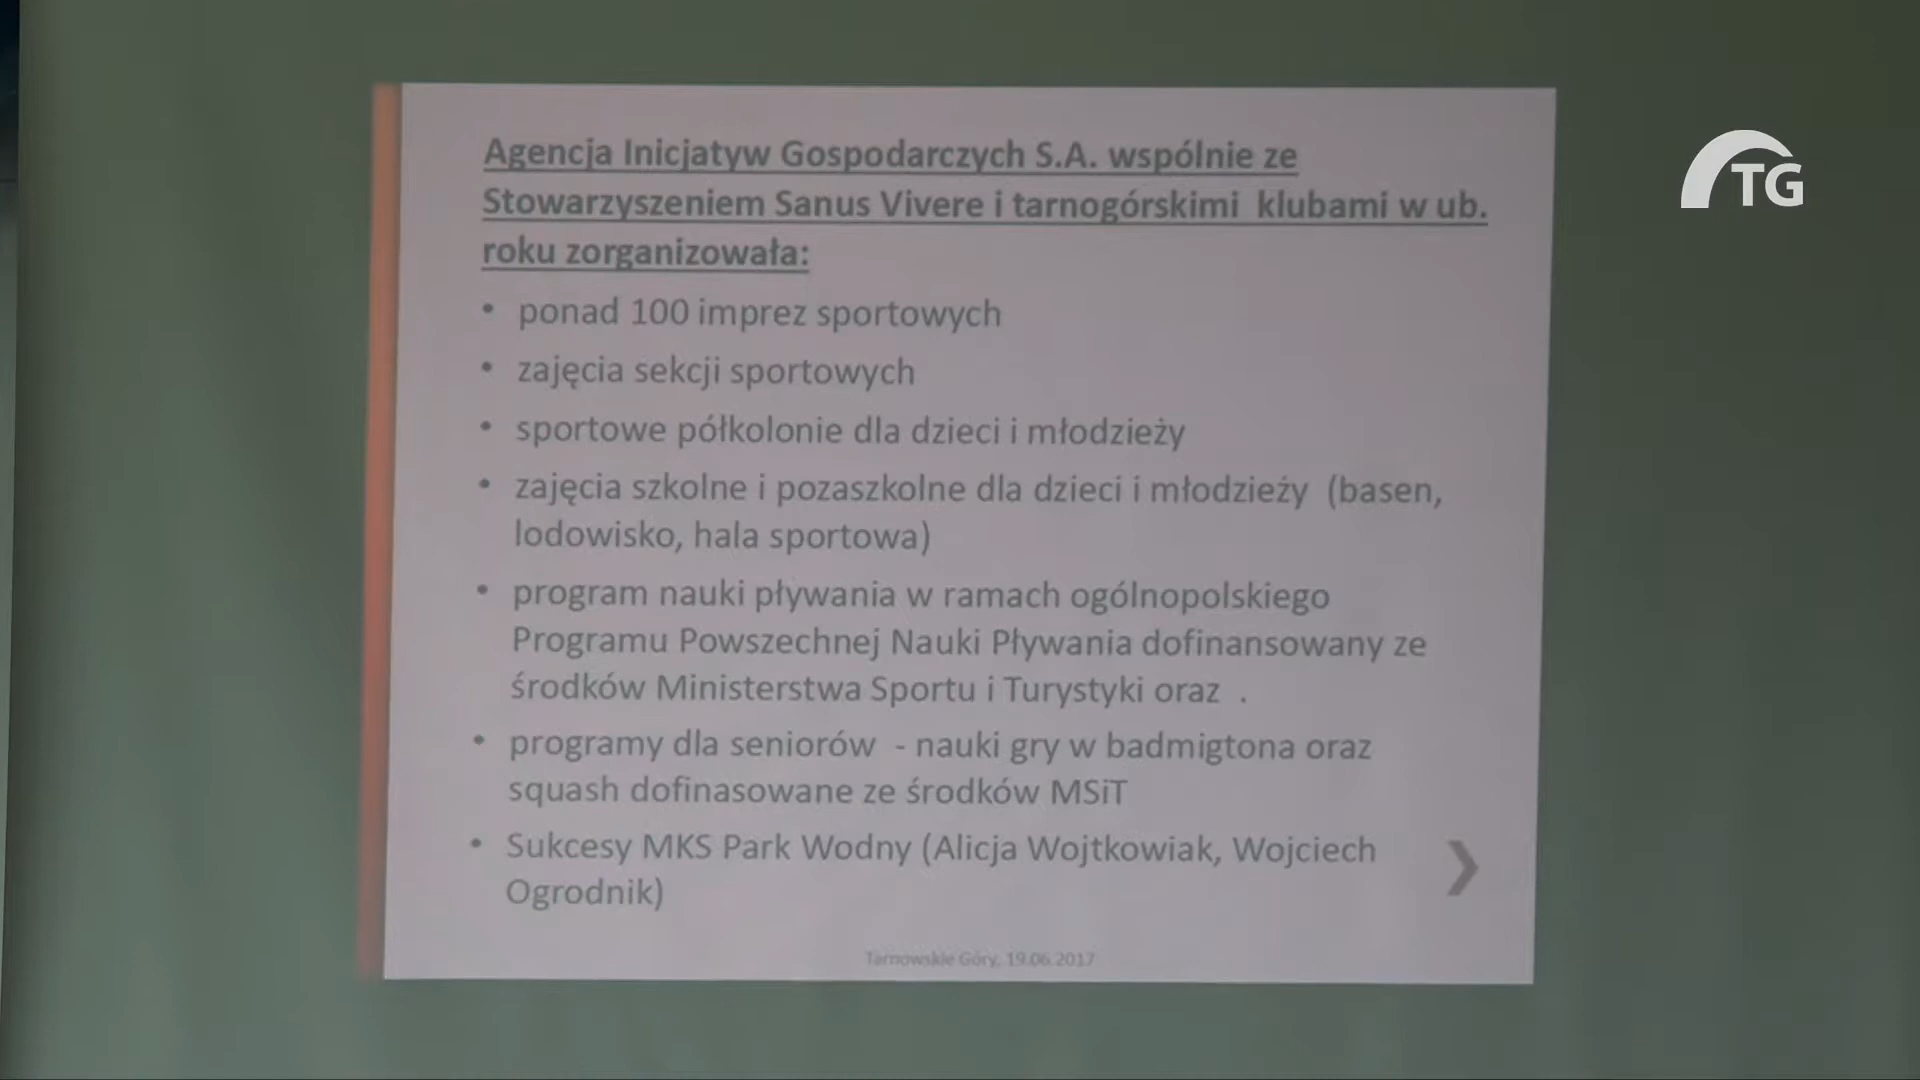 Agencja Inicjatyw Gospodarczych S.A. wspólnie ze
Stowarzyszeniem Sanus Vivere i tarnogórskimi klubami w ub.
roku zorganizowała:
• ponad 100 imprez sportowych
• zajęcia sekcji sportowych
• sportowe półkolonie dla dzieci i młodzieży
• zajęcia szkolne i pozaszkolne dla dzieci i młodzieży (basen,
lodowisko, hala sportowa)
• program nauki pływania w ramach ogólnopolskiego
Programu Powszechnej Nauki Pływania dofinansowany ze
środków Ministerstwa Sportu i Turystyki oraz .
• programy dla seniorów - nauki gry w badmigtona oraz
squash dofinasowane ze środków MSiT
• Sukcesy MKS Park Wodny (Alicja Wojtkowiak, Wojciech
Ogrodnik)
Tarnowskie Góry, 19.06.2017
TG